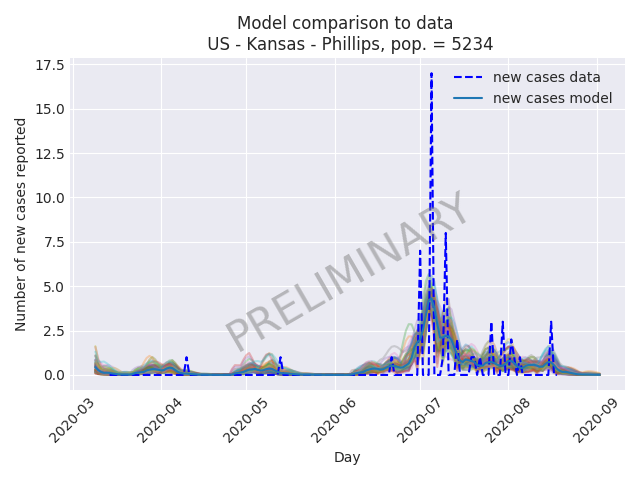 Model comparison to data
US - Kansas - Phillips, pop. = 5234
17.5
15.0
12.5
10.0
7.5
5.0
2.5
0.0
Number of new cases reported
new cases data
new cases model
PRELIMINARY
2020-03
2020-04
2020-05
2020-06
2020-07
2020-08
2020-09
Day